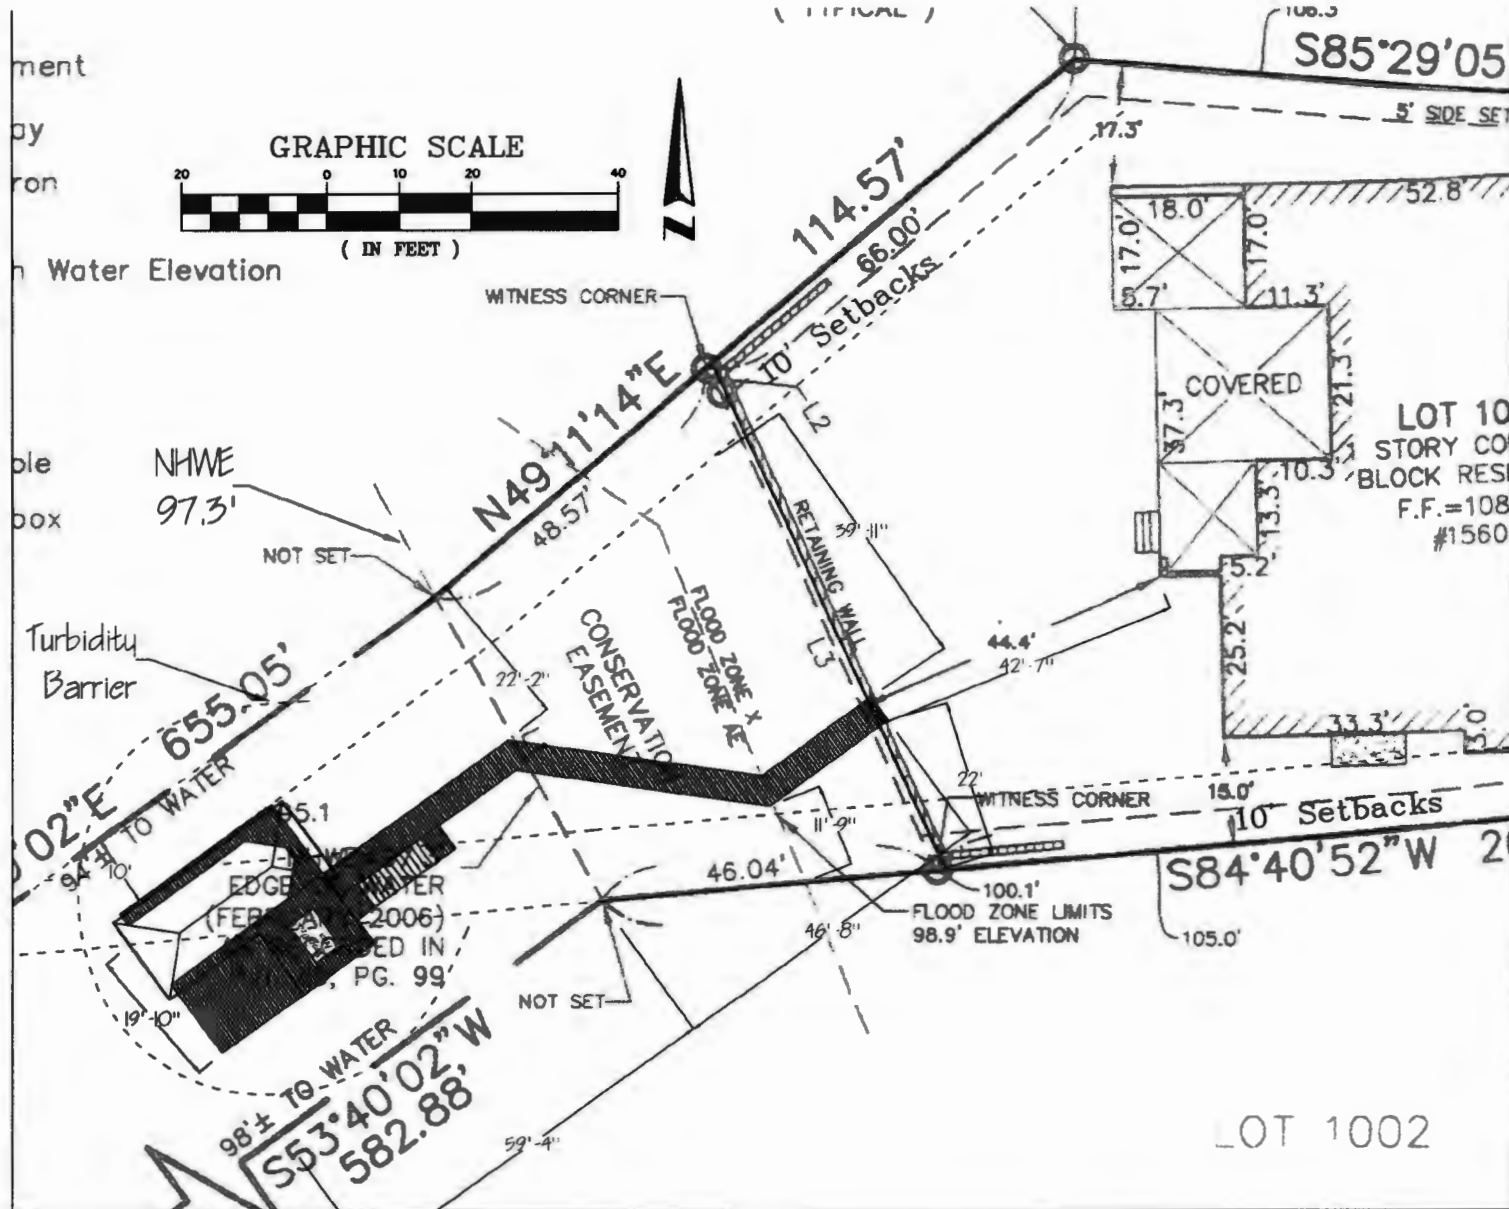 ( TYPICAL )
106.3
S85°29'05
ment
5' SIDE SET
ay
GRAPHIC SCALE
17.3'
20 0 10 20 40
ron
52.8'
18.0'
114.57'
17.0'
17.0'
( IN FEET )
66.00'
Water Elevation
WITNESS CORNER
5.7'
11.3'
10' Setbacks
COVERED
21.3'
L2
37.3'
LOT 10
1 STORY CO
BLOCK RES
F.F.=108
#1560
N49°11'14"E
NHWE
97.3'
ble
10.3'
48.57'
box
RETAINING WALL
39'-11"
13.3'
NOT SET
5.2'
FLOOD ZONE X
FLOOD ZONE AE
CONSERVATION
EASEMEN
L3
Turbidity
Barrier
44.4'
42'-7"
25.2'
655.05'
22'-2"
33.3'
3.0'
22'
WITNESS CORNER
15.0'
10' Setbacks
'02"E
94'± TO WATER
95.1
11'-9"
10'
46.04'
S84°40'52"W
EDGE WATER
2006)
100.1'
FLOOD ZONE LIMITS
98.9' ELEVATION
46'-8"
105.0'
ED IN
, PG. 99
NOT SET
19'-10"
98'± TO WATER
S53°40'02"W
582.88'
59'-4"
LOT 1002